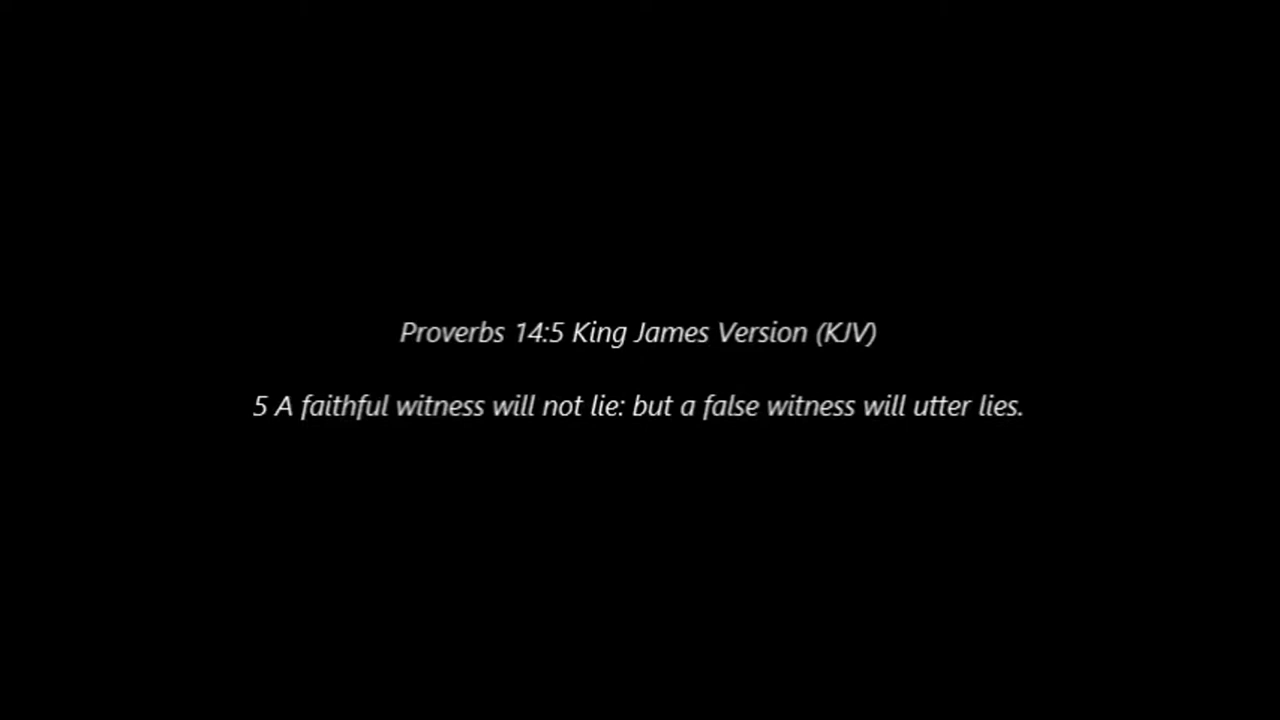 Proverbs 14:5 King James Version (KJV)
5 A faithful witness will not lie: but a false witness will utter lies.